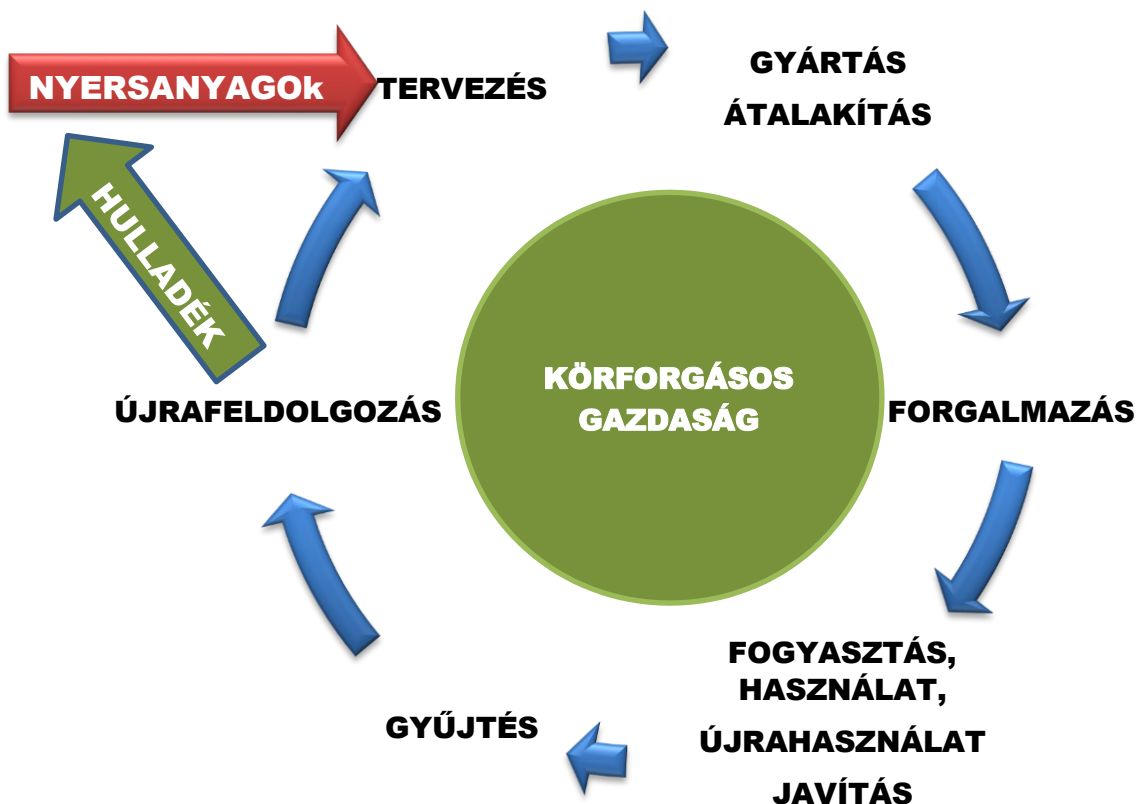 NYERSANYAGOk
TERVEZÉS
GYÁRTÁS
ÁTALAKÍTÁS
HULLADÉK
KÖRFORGÁSOS
GAZDASÁG
ÚJRAFELDOLGOZÁS
FORGALMAZÁS
FOGYASZTÁS,
HASZNÁLAT,
ÚJRAHASZNÁLAT
JAVÍTÁS
GYŰJTÉS